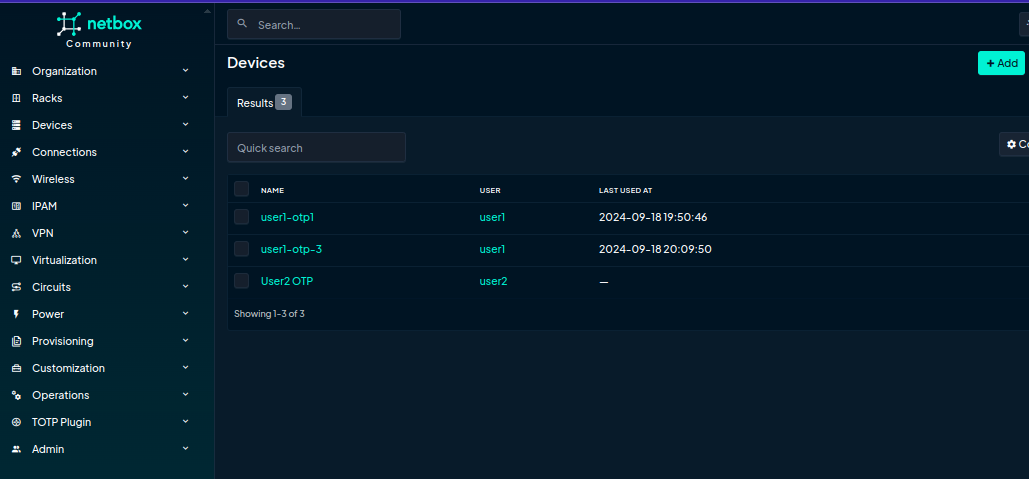 netbox
Community
Search...
Organization
Racks
Devices
Connections
Wireless
IPAM
VPN
Virtualization
Circuits
Power
Provisioning
Customization
Operations
TOTP Plugin
Admin
Devices
+ Add
Results 3
Quick search
Co
NAME USER LAST USED AT
user1-otp1 user1 2024-09-18 19:50:46
user1-otp-3 user1 2024-09-18 20:09:50
User2 OTP user2 —
Showing 1-3 of 3